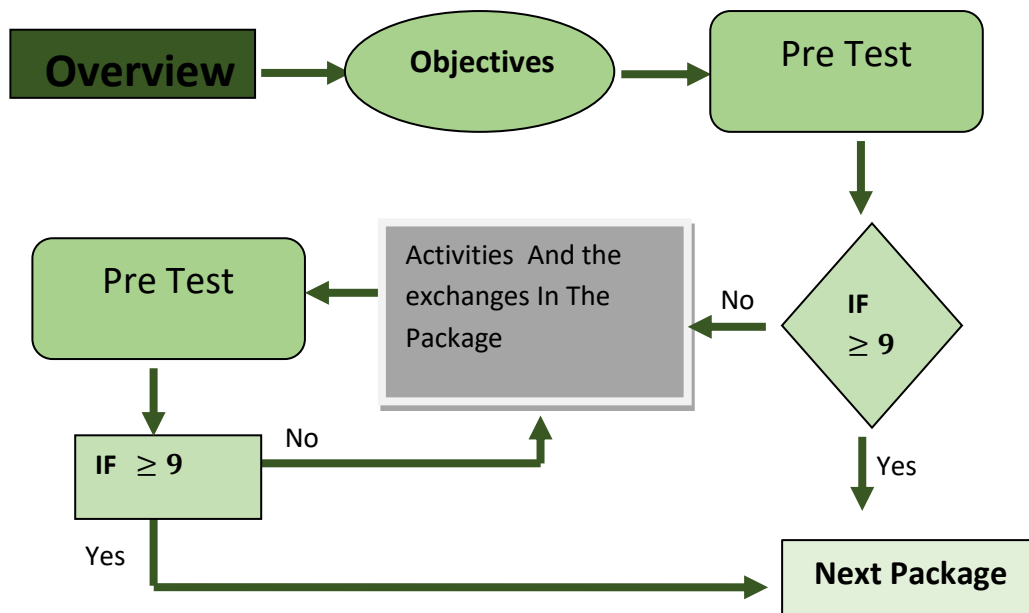 Overview
Objectives
Pre Test
IF
≥ 9
No
Yes
Activities And the
exchanges In The
Package
Pre Test
IF ≥ 9
No
Yes
Next Package